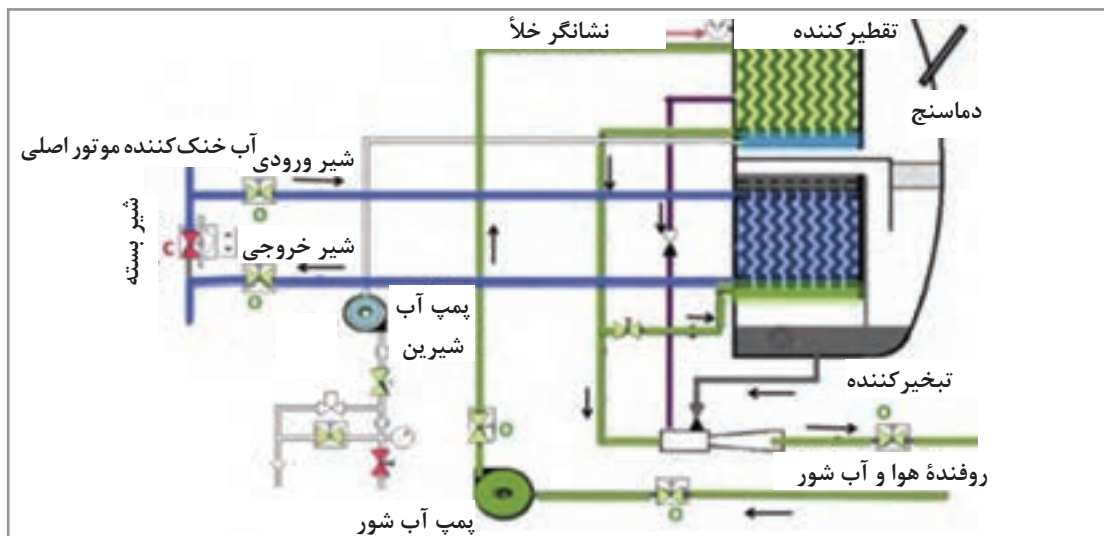 نشانگر خلأ
تقطیرکننده
دماسنج
آب خنک‌کننده موتور اصلی
شیر ورودی
شیر بسته
C
O
شیر خروجی
O
پمپ آب
شیرین
تبخیرکننده
O
O
روفندهٔ هوا و آب شور
پمپ آب شور
O